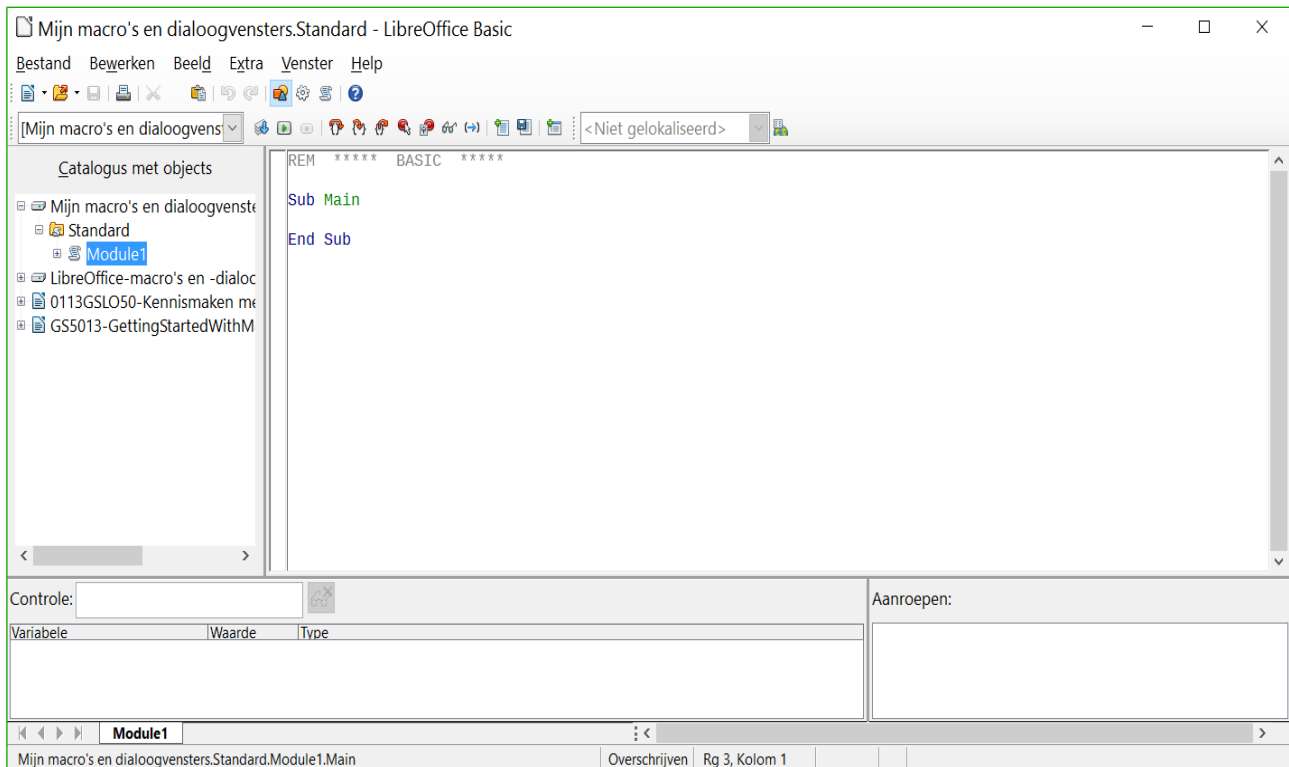 Mijn macro's en dialoogvensters.Standard - LibreOffice Basic
Bestand Bewerken Beeld Extra Venster Help
[Mijn macro's en dialoogvens
<Niet gelokaliseerd>
Catalogus met objects
Mijn macro's en dialoogvenste
Standard
Module1
LibreOffice-macro's en -dialoc
0113GSLO50-Kennismaken me
GS5013-GettingStartedWithM
REM ***** BASIC *****
Sub Main
End Sub
Controle:
Variabele Waarde Type
Aanroepen:
Module1
Mijn macro's en dialoogvensters.Standard.Module1.Main Overschrijven Rg 3, Kolom 1